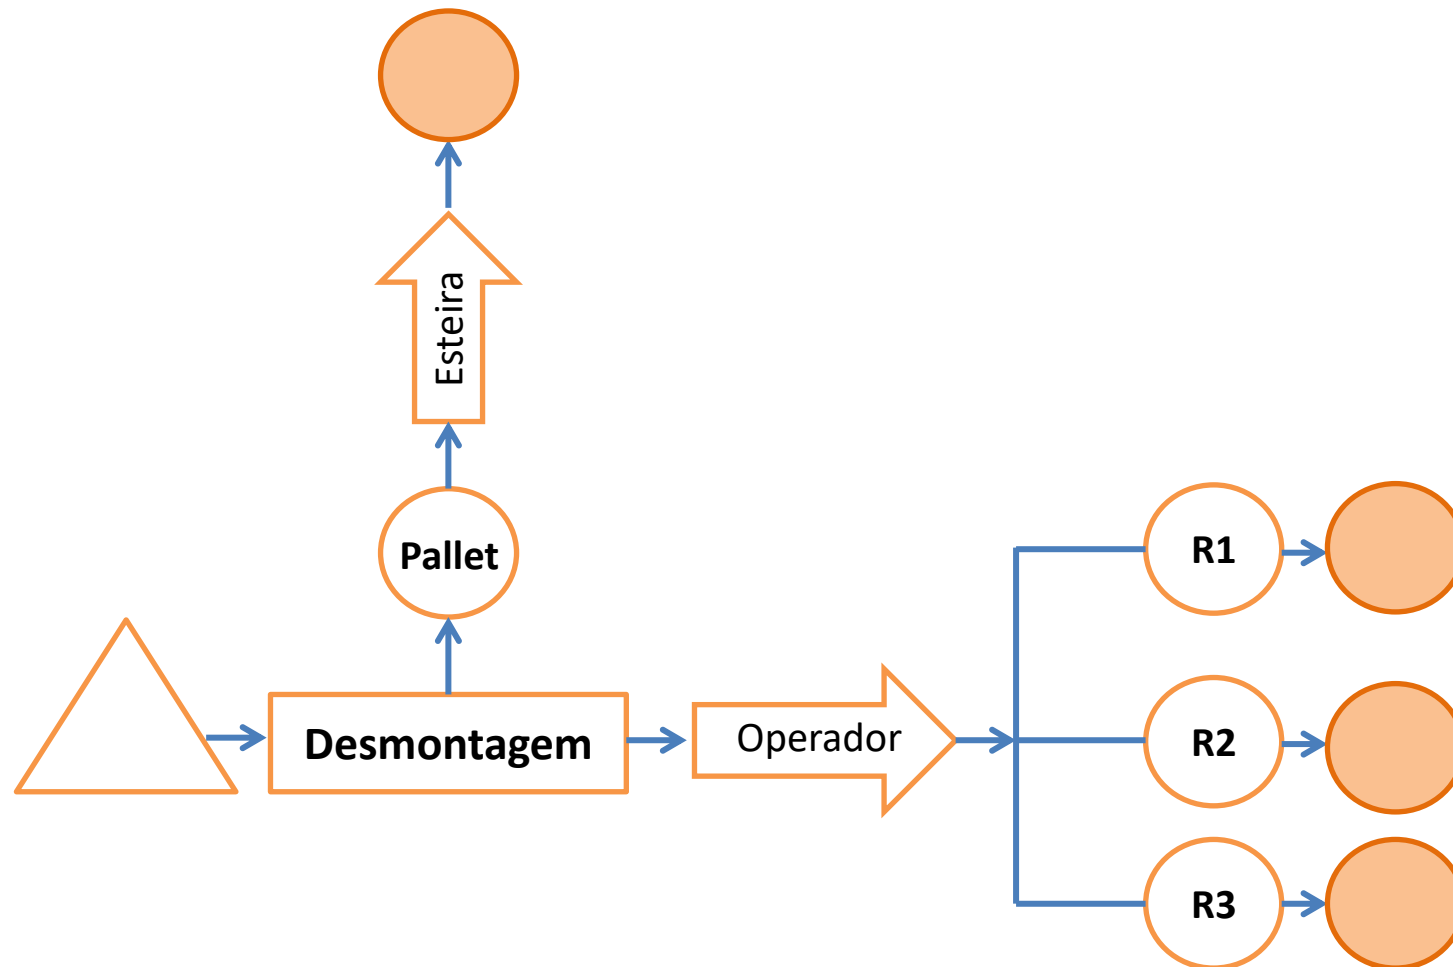 Esteira
Pallet
Desmontagem
Operador
R1
R2
R3